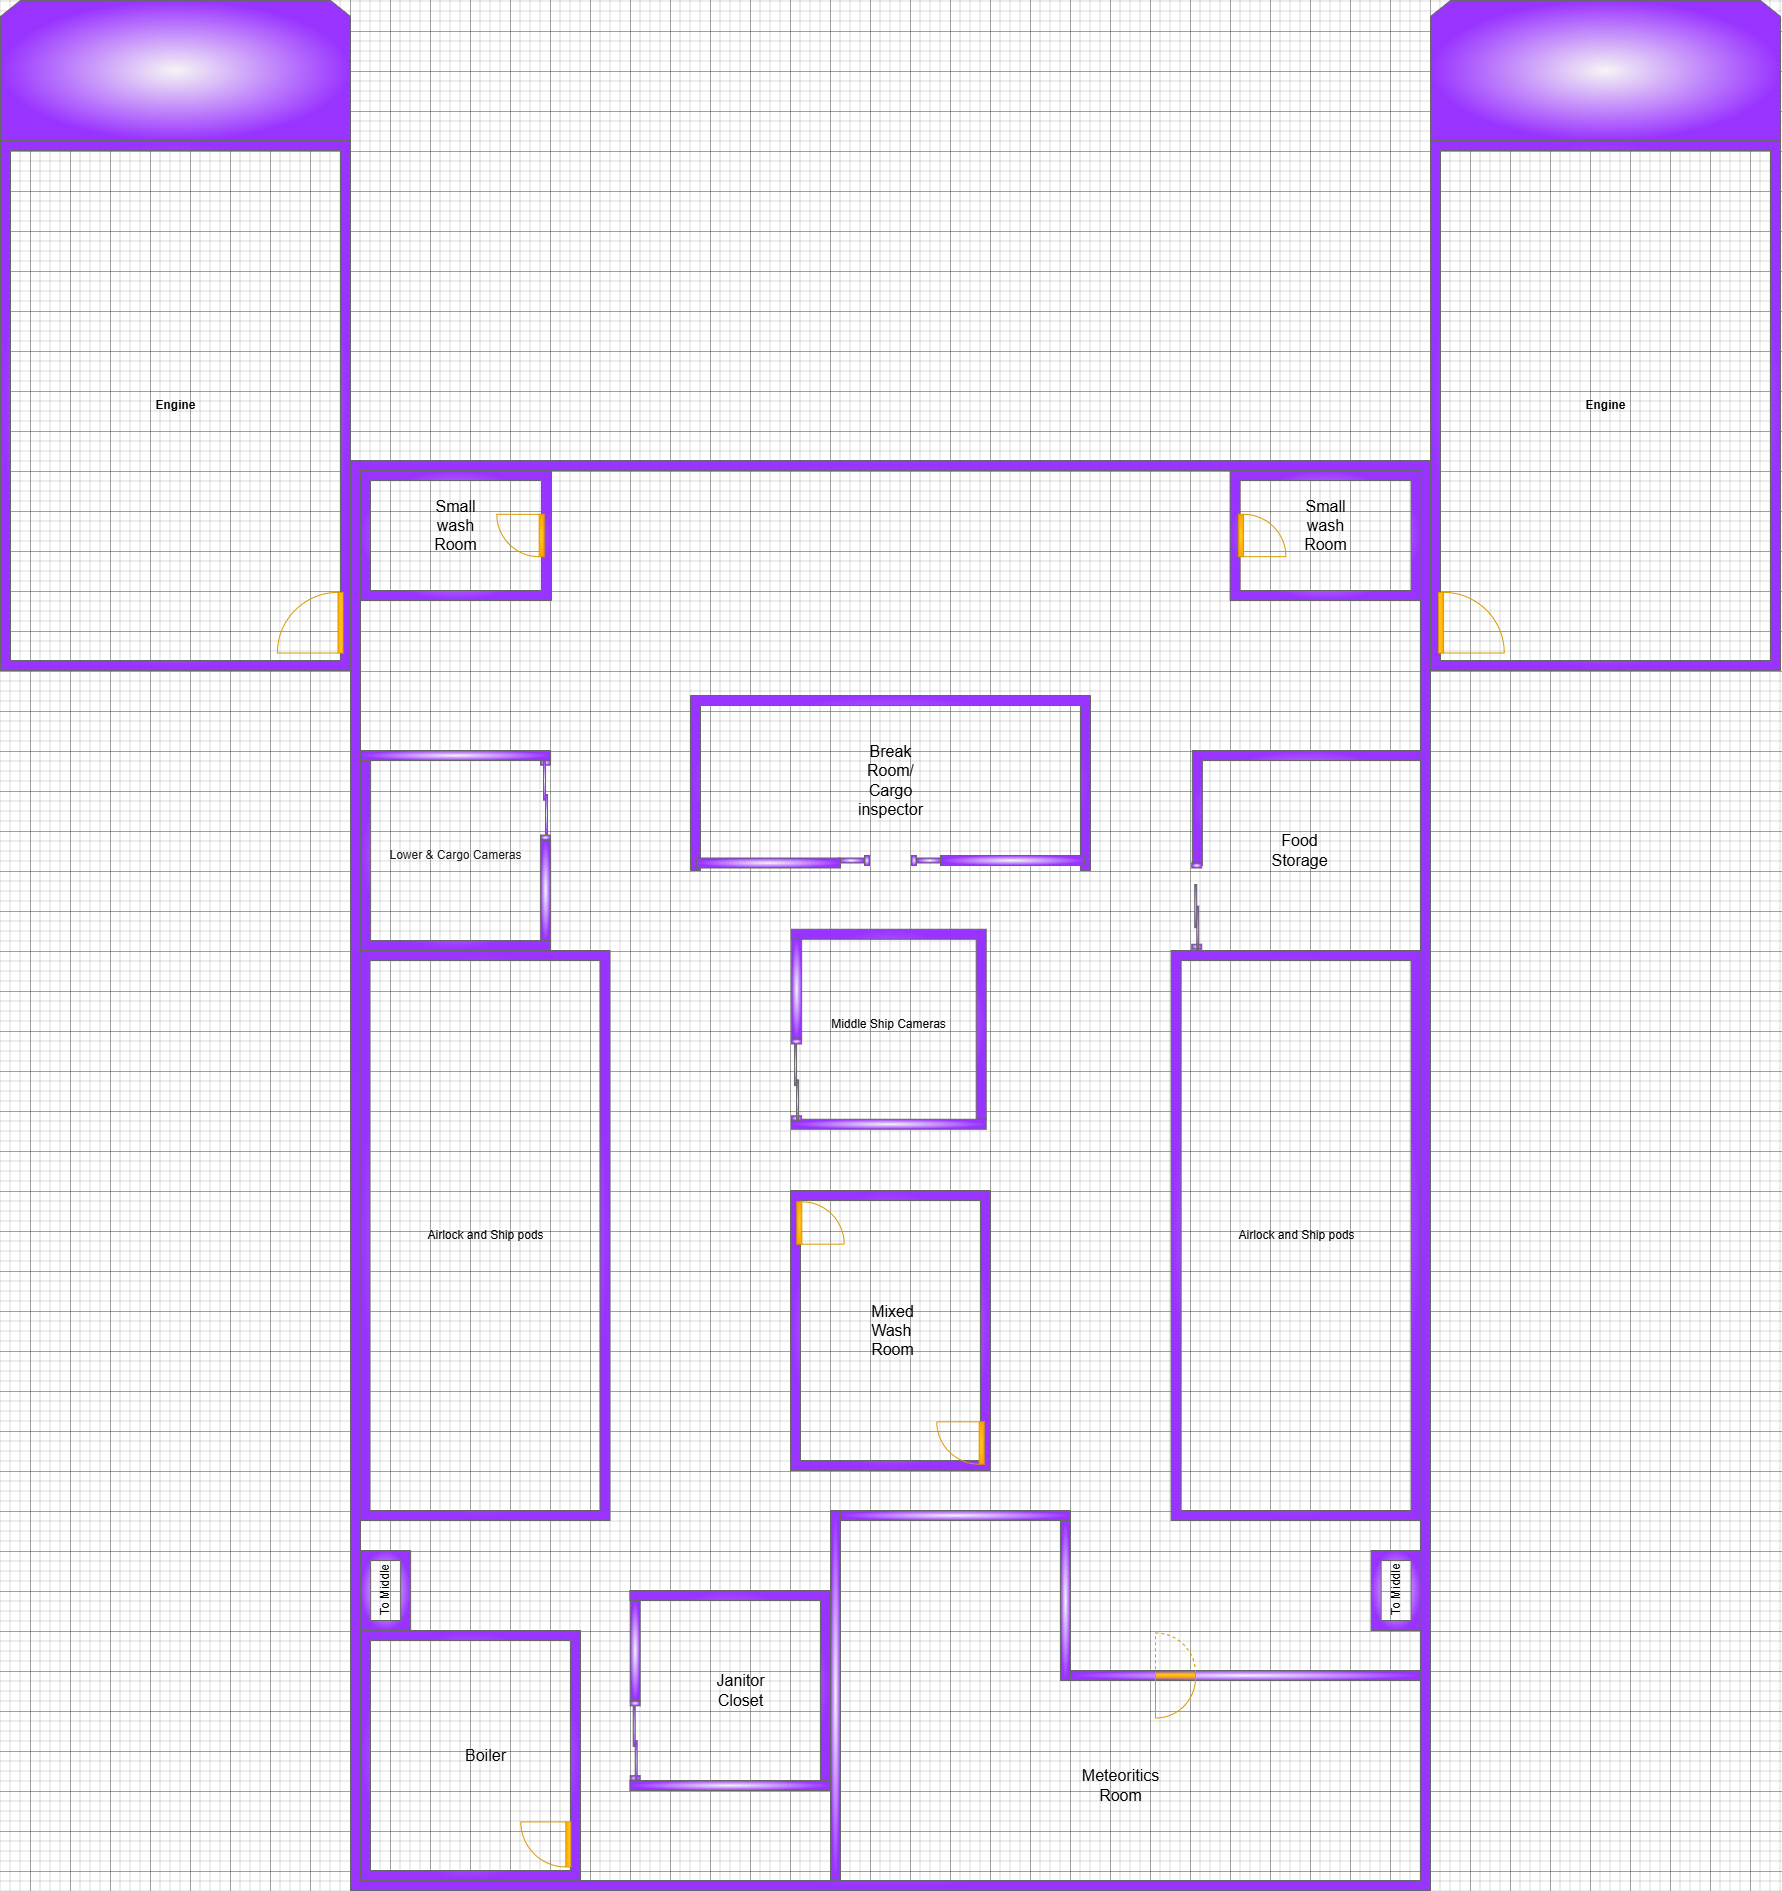 Engine
Engine
Small
wash
Room
Small
wash
Room
Break
Room/
Cargo
inspector
Lower & Cargo Cameras
Food
Storage
Middle Ship Cameras
Airlock and Ship pods
Airlock and Ship pods
Mixed
Wash
Room
To Middle
To Middle
Janitor
Closet
Boiler
Meteoritics
Room